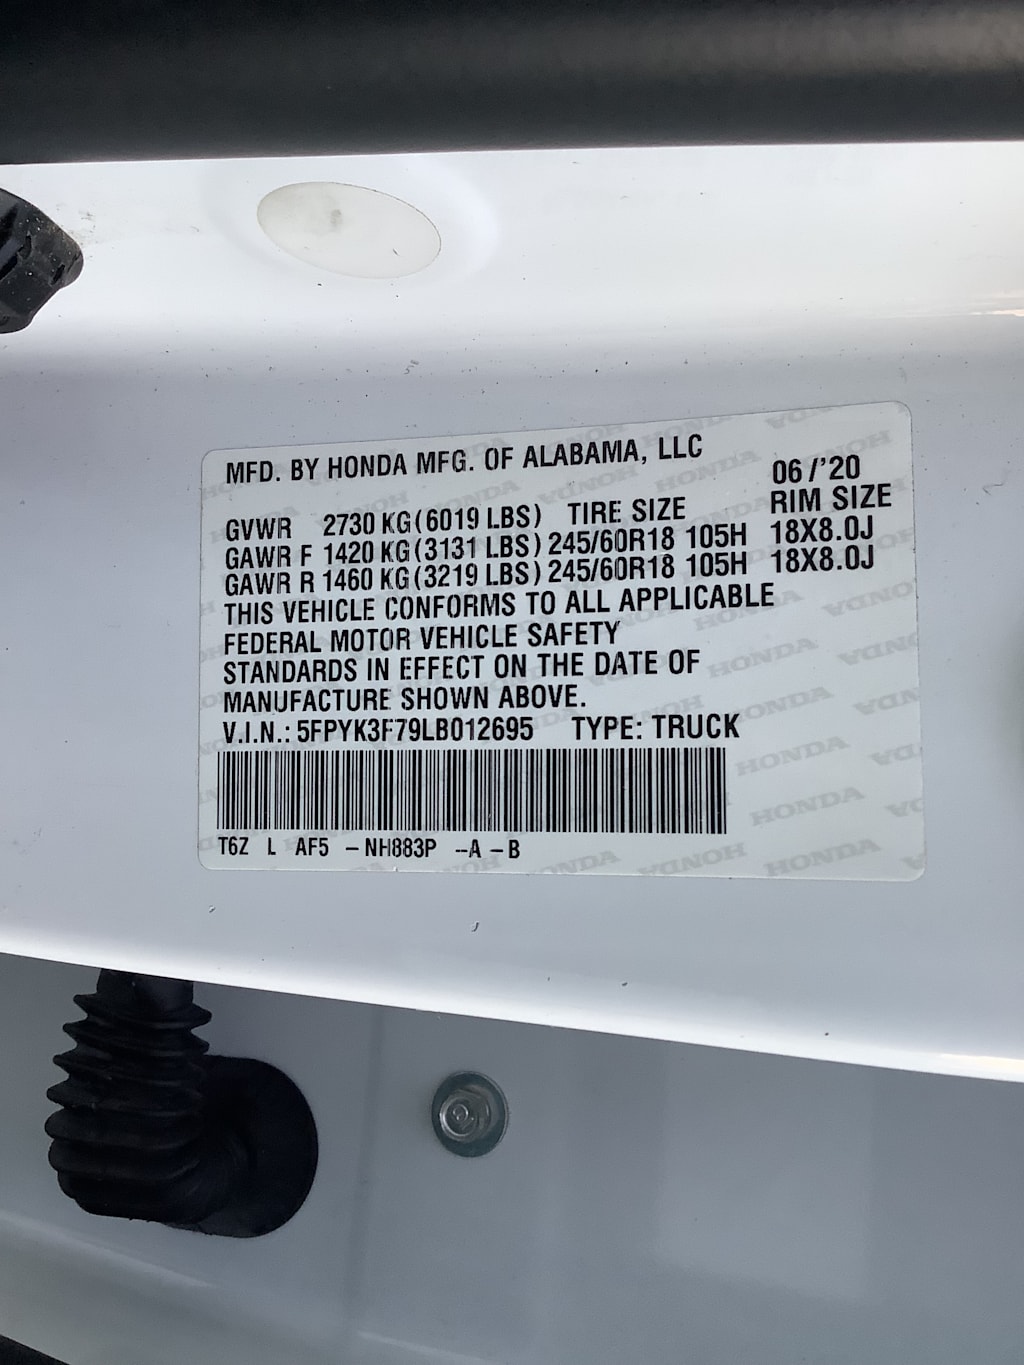 MFD. BY HONDA MFG. OF ALABAMA, LLC 06/'20
GVWR 2730 KG(6019 LBS) TIRE SIZE RIM SIZE
GAWR F 1420 KG(3131 LBS) 245/60R18 105H 18X8.0J
GAWR R 1460 KG(3219 LBS) 245/60R18 105H 18X8.0J
THIS VEHICLE CONFORMS TO ALL APPLICABLE
FEDERAL MOTOR VEHICLE SAFETY
STANDARDS IN EFFECT ON THE DATE OF
MANUFACTURE SHOWN ABOVE.
V.I.N.: 5FPYK3F79LB012695 TYPE: TRUCK
T6Z L AF5 -NH883P --A -B